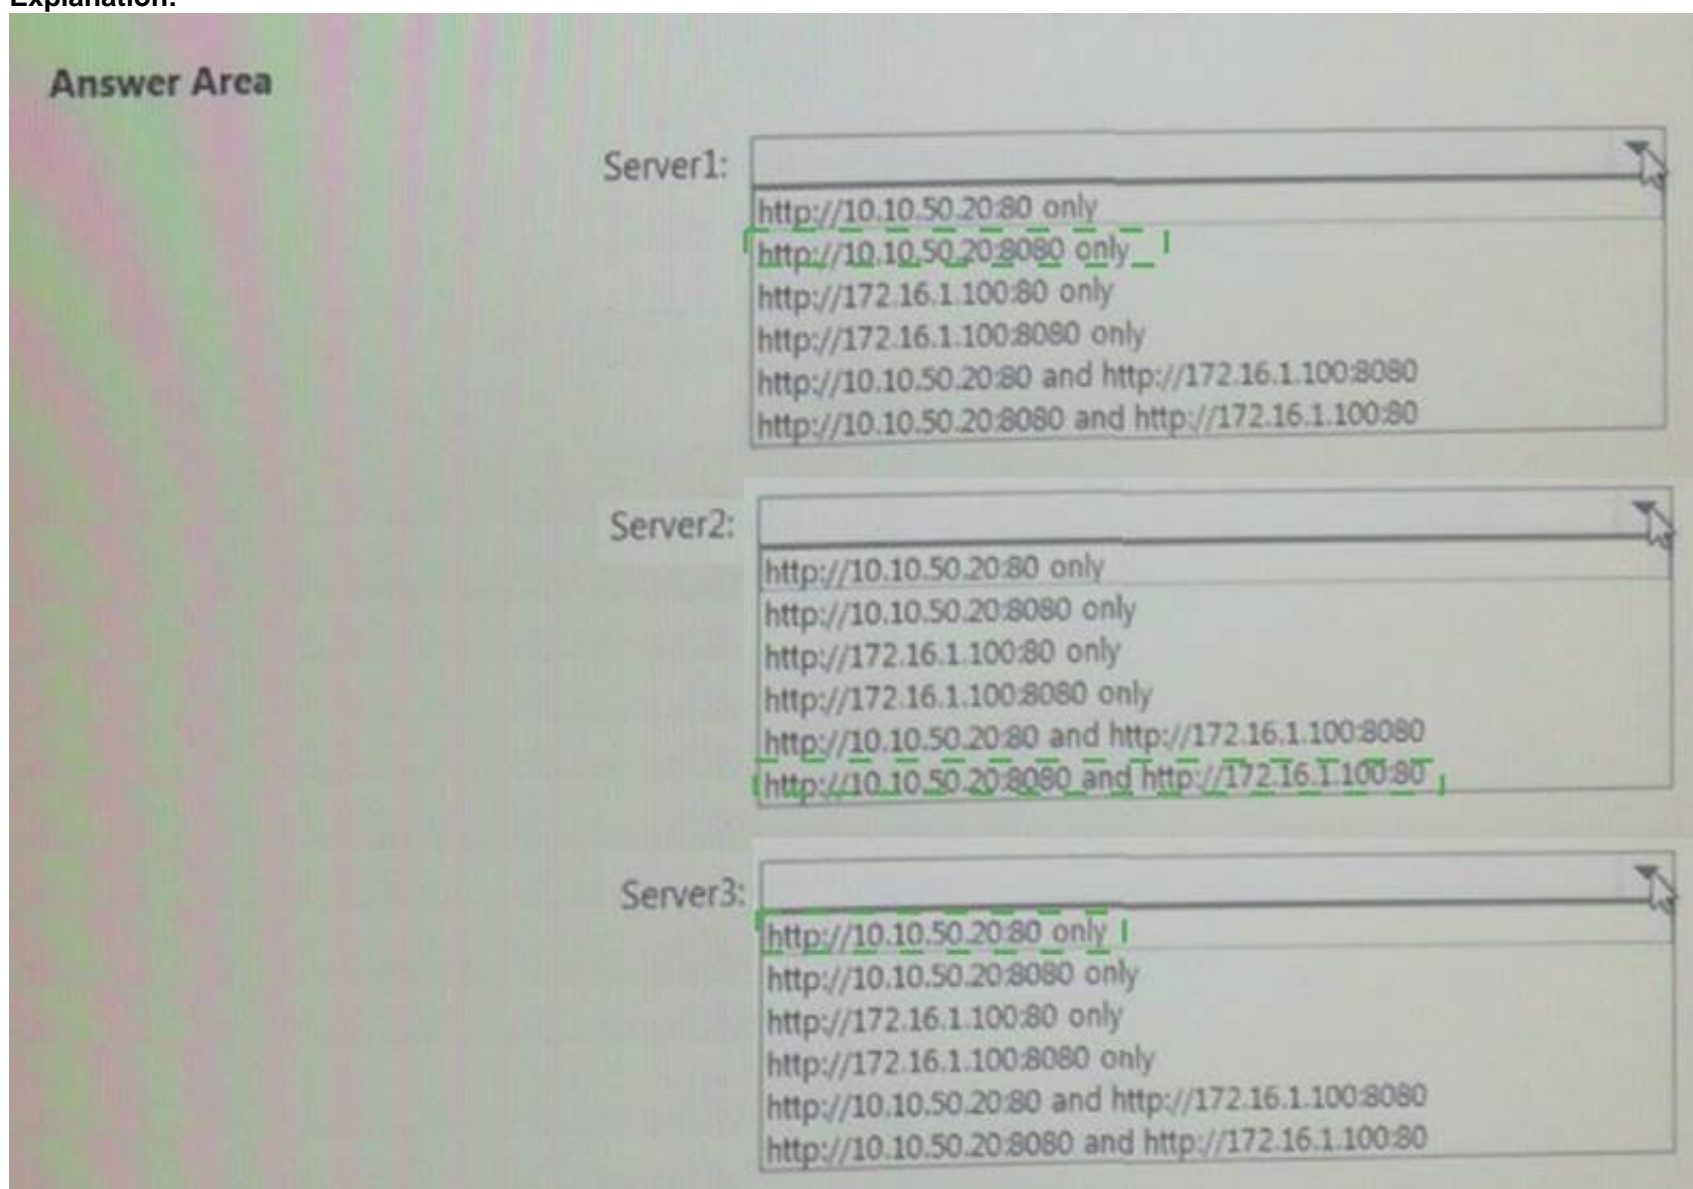 Explanation:
Answer Area
Server1:
http://10.10.50.20:80 only
http://10.10.50.20:8080 only
http://172.16.1.100:80 only
http://172.16.1.100:8080 only
http://10.10.50.20:80 and http://172.16.1.100:8080
http://10.10.50.20:8080 and http://172.16.1.100:80
Server2:
http://10.10.50.20:80 only
http://10.10.50.20:8080 only
http://172.16.1.100:80 only
http://172.16.1.100:8080 only
http://10.10.50.20:80 and http://172.16.1.100:8080
http://10.10.50.20:8080 and http://172.16.1.100:80
Server3:
http://10.10.50.20:80 only
http://10.10.50.20:8080 only
http://172.16.1.100:80 only
http://172.16.1.100:8080 only
http://10.10.50.20:80 and http://172.16.1.100:8080
http://10.10.50.20:8080 and http://172.16.1.100:80